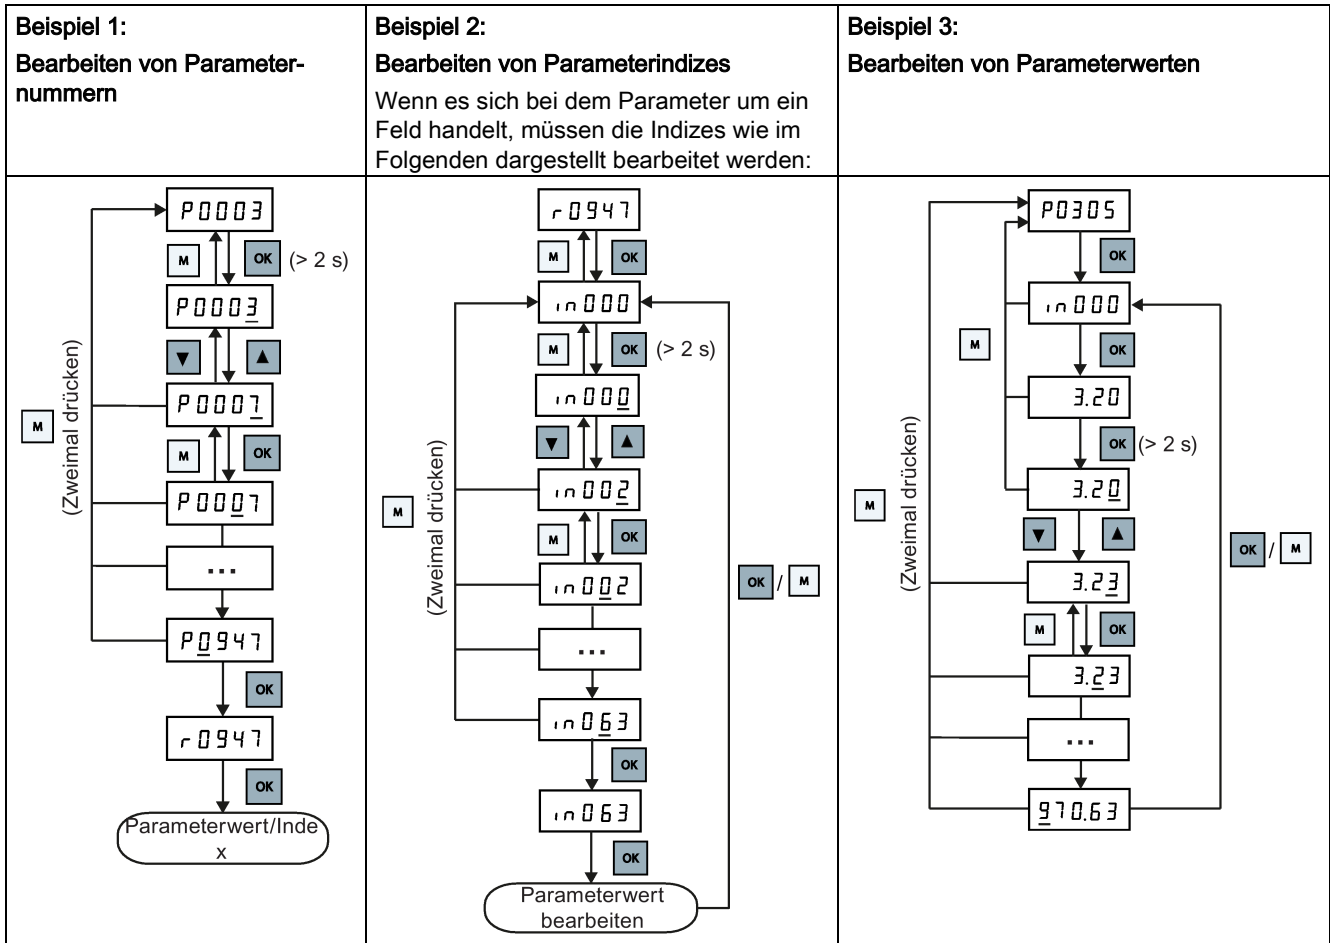 Beispiel 1:
Bearbeiten von Parameter-
nummern
Beispiel 2:
Bearbeiten von Parameterindizes
Wenn es sich bei dem Parameter um ein
Feld handelt, müssen die Indizes wie im
Folgenden dargestellt bearbeitet werden:
Beispiel 3:
Bearbeiten von Parameterwerten
P0003
M
OK
(> 2 s)
P0003
P0007
M
OK
P0007
...
P0947
OK
r0947
OK
Parameterwert/Inde
x
M
(Zweimal drücken)
r0947
M
OK
in000
M
OK
(> 2 s)
in000
in002
M
OK
in002
...
in063
OK
in063
OK
Parameterwert
bearbeiten
M
(Zweimal drücken)
OK / M
P0305
OK
in000
M
OK
3.20
OK
(> 2 s)
3.20
3.23
M
OK
3.23
...
970.63
M
(Zweimal drücken)
OK / M